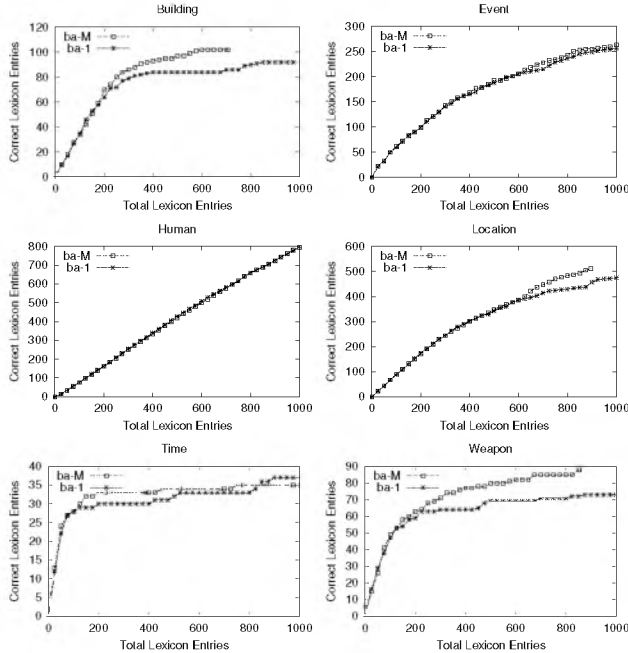 Building
Correct Lexicon Entries
120
100
80
60
40
20
0
ba-M
ba-1
0 200 400 600 800 1000
Total Lexicon Entries
Event
Correct Lexicon Entries
300
250
200
150
100
50
0
ba-M
ba-1
0 200 400 600 800 1000
Total Lexicon Entries
Human
Correct Lexicon Entries
800
700
600
500
400
300
200
100
0
ba-M
ba-1
0 200 400 600 800 1000
Total Lexicon Entries
Location
Correct Lexicon Entries
600
500
400
300
200
100
0
ba-M
ba-1
0 200 400 600 800 1000
Total Lexicon Entries
Time
Correct Lexicon Entries
40
35
30
25
20
15
10
5
0
ba-M
ba-1
0 200 400 600 800 1000
Total Lexicon Entries
Weapon
Correct Lexicon Entries
90
80
70
60
50
40
30
20
10
0
ba-M
ba-1
0 200 400 600 800 1000
Total Lexicon Entries